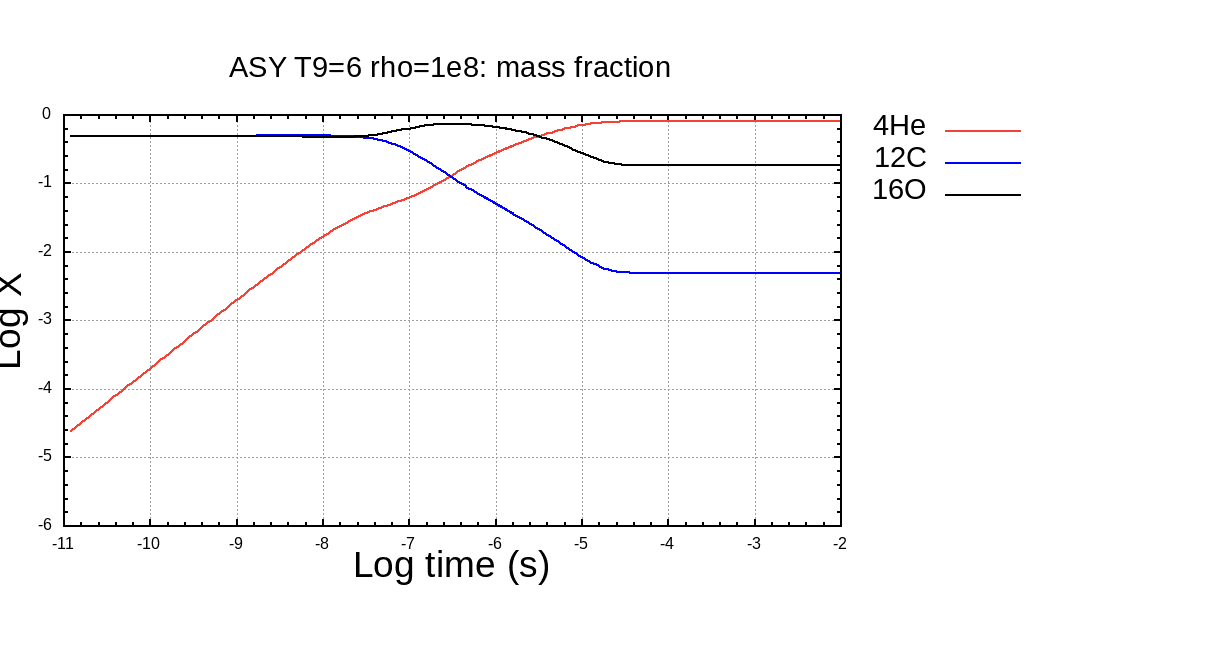 ASY T9=6 rho=1e8: mass fraction
0
-1
-2
-3
-4
-5
-6
Log X
-11 -10 -9 -8 -7 -6 -5 -4 -3 -2
Log time (s)
4He
12C
16O